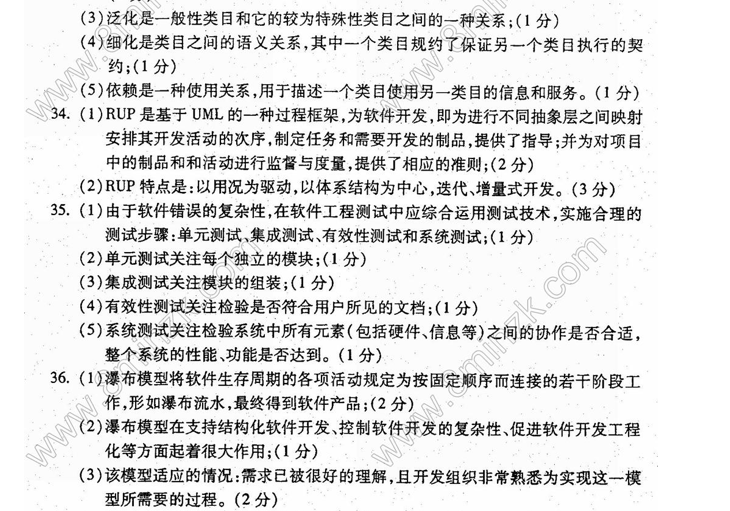 (3)泛化是一般性类目和它的较为特殊性类目之间的一种关系;(1分)
(4)细化是类目之间的语义关系,其中一个类目规约了保证另一个类目执行的契
约;(1分)
(5)依赖是一种使用关系,用于描述一个类目使用另一类目的信息和服务。(1分)
34. (1)RUP是基于UML的一种过程框架,为软件开发,即为进行不同抽象层之间映射
安排其开发活动的次序,制定任务和需要开发的制品,提供了指导;并为对项目
中的制品和和活动进行监督与度量,提供了相应的准则;(2分)
(2)RUP特点是:以用况为驱动,以体系结构为中心,迭代、增量式开发。(3分)
35. (1)由于软件错误的复杂性,在软件工程测试中应综合运用测试技术,实施合理的
测试步骤:单元测试、集成测试、有效性测试和系统测试;(1分)
(2)单元测试关注每个独立的模块;(1分)
(3)集成测试关注模块的组装;(1分)
(4)有效性测试关注检验是否符合用户所见的文档;(1分)
(5)系统测试关注检验系统中所有元素(包括硬件、信息等)之间的协作是否合适,
整个系统的性能、功能是否达到。(1分)
36. (1)瀑布模型将软件生存周期的各项活动规定为按固定顺序而连接的若干阶段工
作,形如瀑布流水,最终得到软件产品;(2分)
(2)瀑布模型在支持结构化软件开发、控制软件开发的复杂性、促进软件开发工程
化等方面起着很大作用;(1分)
(3)该模型适应的情况:需求已被很好的理解,且开发组织非常熟悉为实现这一模
型所需要的过程。(2分)